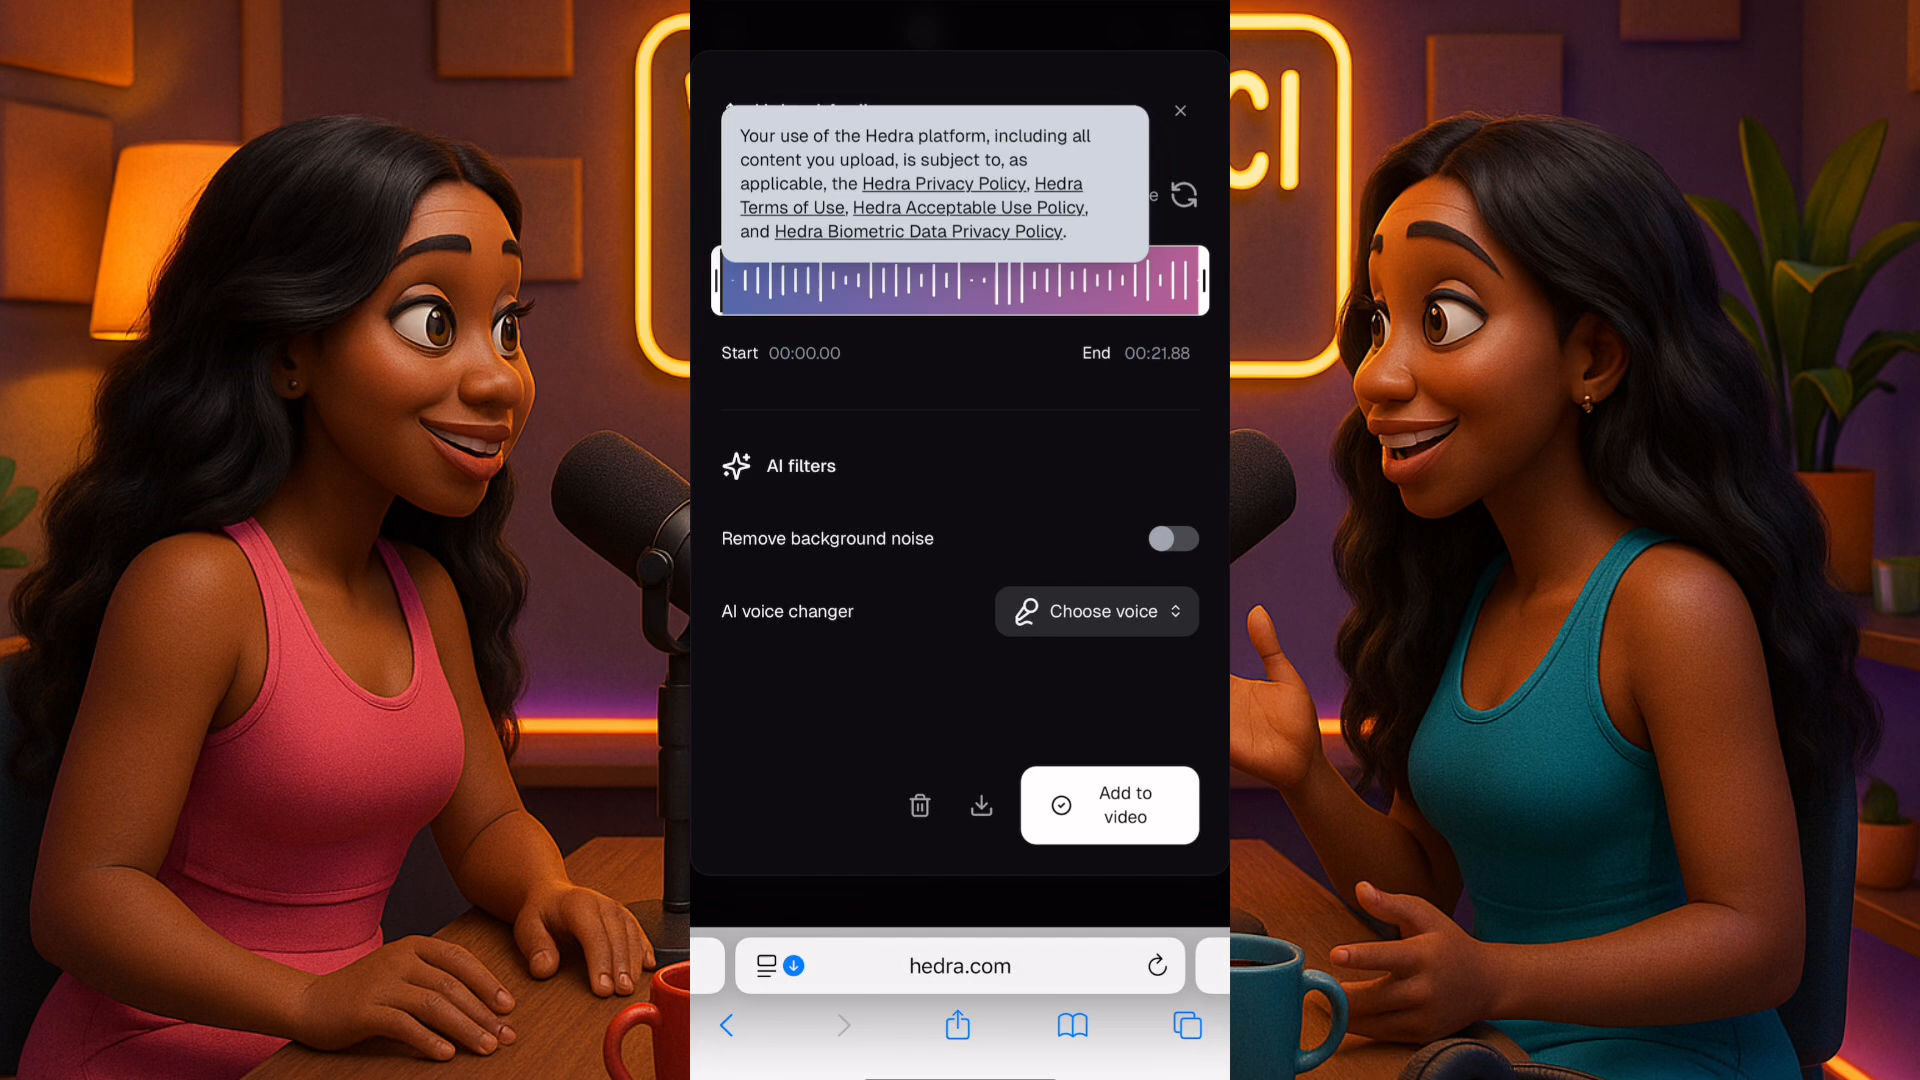 Your use of the Hedra platform, including all
content you upload, is subject to, as
applicable, the Hedra Privacy Policy, Hedra
Terms of Use, Hedra Acceptable Use Policy,
and Hedra Biometric Data Privacy Policy.
Start 00:00.00
End 00:21.88
AI filters
Remove background noise
AI voice changer
Choose voice
Add to
video
hedra.com